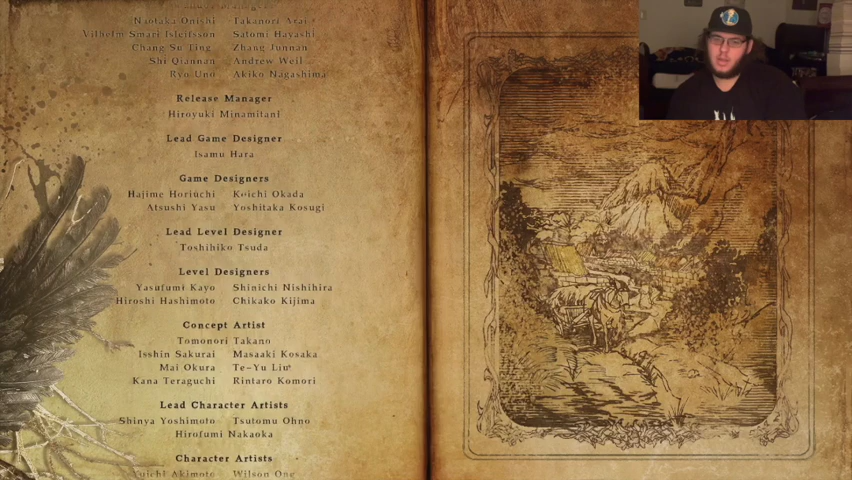 Naotaka Onishi Takanori Arai
Vilhelm Smari Isleifsson Satomi Hayashi
Chang Su Ting Zhang Junnan
Shi Qiannan Andrew Weil
Ryo Uno Akiko Nagashima
Release Manager
Hiroyuki Minamitani
Lead Game Designer
Isamu Hara
Game Designers
Hajime Horiuchi Koichi Okada
Atsushi Yasu Yoshitaka Kosugi
Lead Level Designer
Toshihiko Tsuda
Level Designers
Yasufumi Kayo Shinichi Nishihira
Hiroshi Hashimoto Chikako Kijima
Concept Artist
Tomonori Takano
Isshin Sakurai Masaaki Kosaka
Mai Okura Te-Yu Liu
Kana Teraguchi Rintaro Komori
Lead Character Artists
Shinya Yoshimoto Tsutomu Ohno
Hirofumi Nakaoka
Character Artists
Yuichi Akimoto Wilson Ong